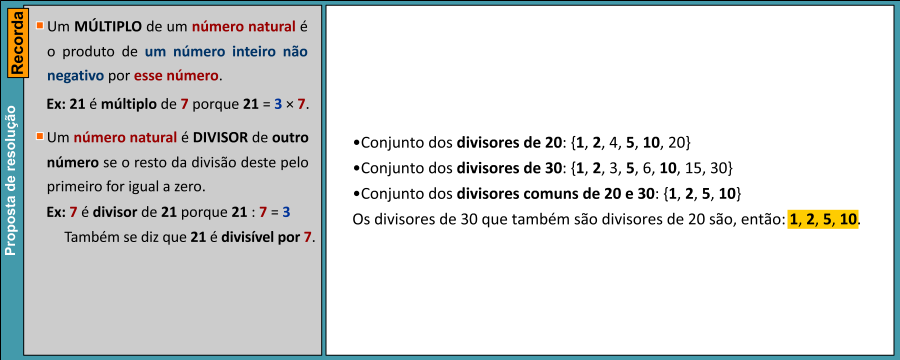 Recorda
Proposta de resolução
Um MÚLTIPLO de um número natural é
o produto de um número inteiro não
negativo por esse número.
Ex: 21 é múltiplo de 7 porque 21 = 3 × 7.
Um número natural é DIVISOR de outro
número se o resto da divisão deste pelo
primeiro for igual a zero.
Ex: 7 é divisor de 21 porque 21 : 7 = 3
Também se diz que 21 é divisível por 7.
•Conjunto dos divisores de 20: {1, 2, 4, 5, 10, 20}
•Conjunto dos divisores de 30: {1, 2, 3, 5, 6, 10, 15, 30}
•Conjunto dos divisores comuns de 20 e 30: {1, 2, 5, 10}
Os divisores de 30 que também são divisores de 20 são, então: 1, 2, 5, 10.